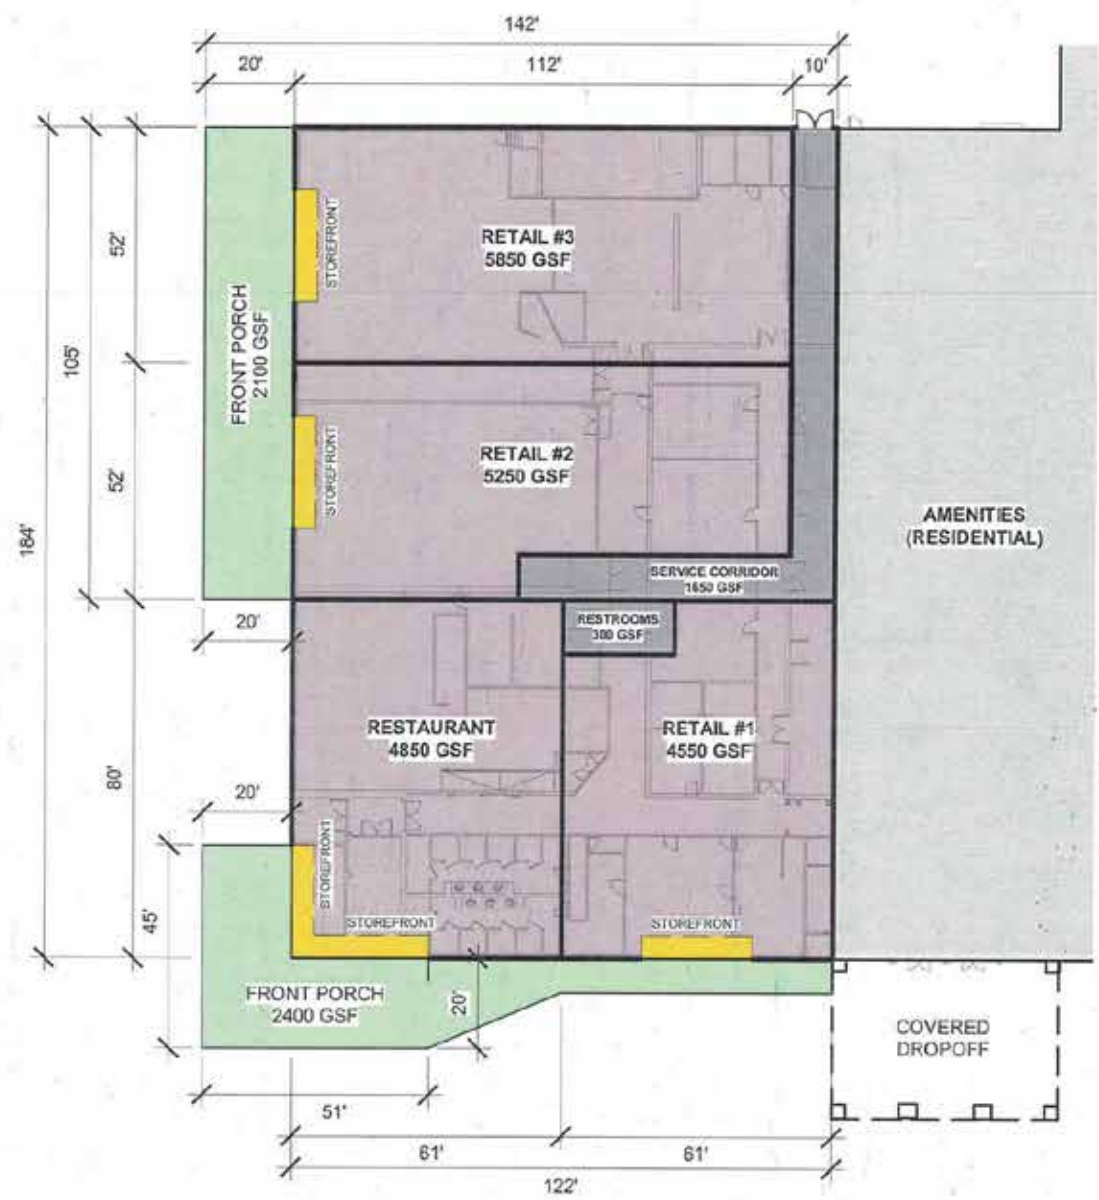 142'
20'
112'
10'
52'
105'
184'
52'
80'
45'
FRONT PORCH
2100 GSF
STOREFRONT
RETAIL #3
5850 GSF
STOREFRONT
RETAIL #2
5250 GSF
SERVICE CORRIDOR
1650 GSF
AMENITIES
(RESIDENTIAL)
20'
RESTROOMS
300 GSF
RESTAURANT
4850 GSF
RETAIL #1
4550 GSF
20'
STOREFRONT
STOREFRONT
STOREFRONT
FRONT PORCH
2400 GSF
20'
COVERED
DROPOFF
51'
61'
61'
122'